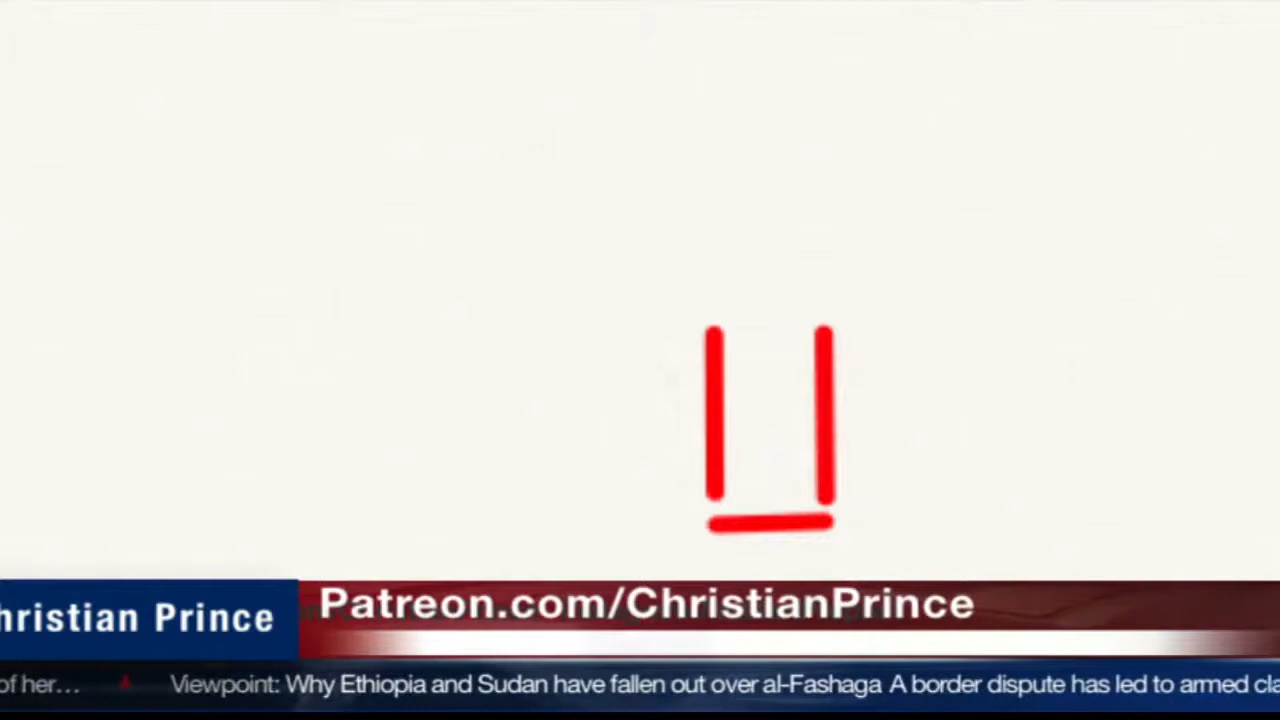 hristian Prince
Patreon.com/ChristianPrince
of her… Viewpoint: Why Ethiopia and Sudan have fallen out over al-Fashaga A border dispute has led to armed cla